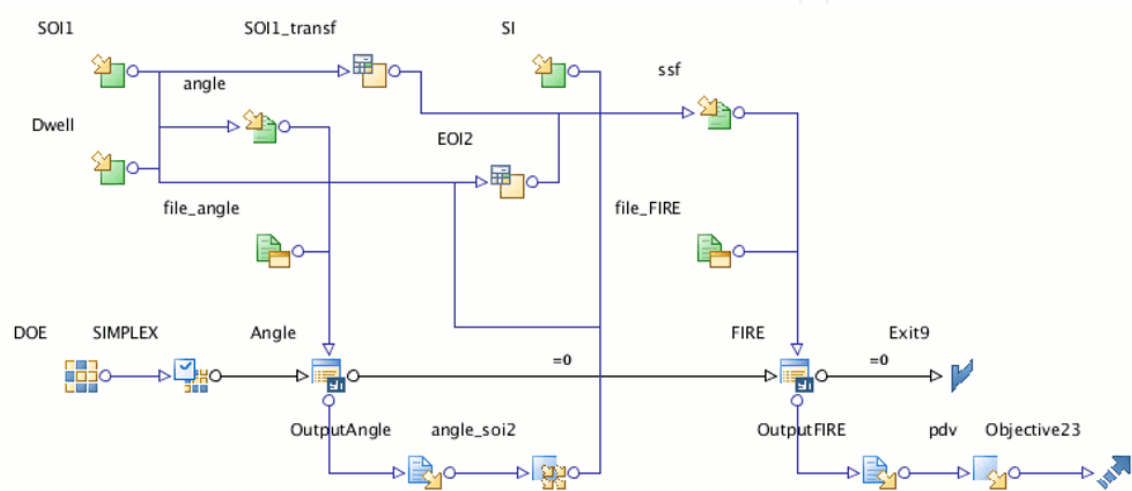 SOI1 SOI1_transf SI
angle ssf
Dwell EOI2
file_angle file_FIRE
DOE SIMPLEX Angle FIRE Exit9
=0 =0
OutputAngle angle_soi2 OutputFIRE pdv Objective23